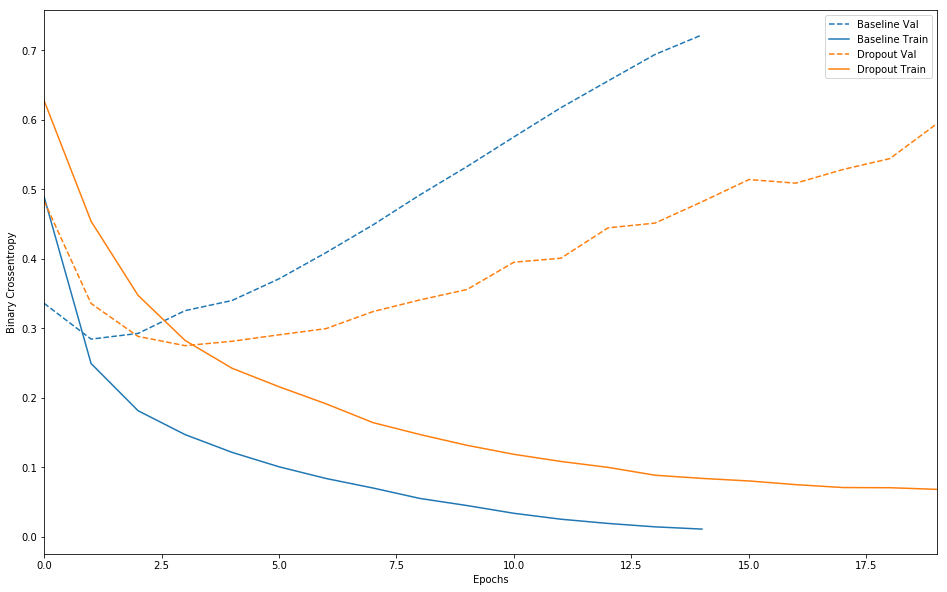 Baseline Val
Baseline Train
Dropout Val
Dropout Train
0.7
0.6
0.5
0.4
0.3
0.2
0.1
0.0
Binary Crossentropy
0.0 2.5 5.0 7.5 10.0 12.5 15.0 17.5
Epochs